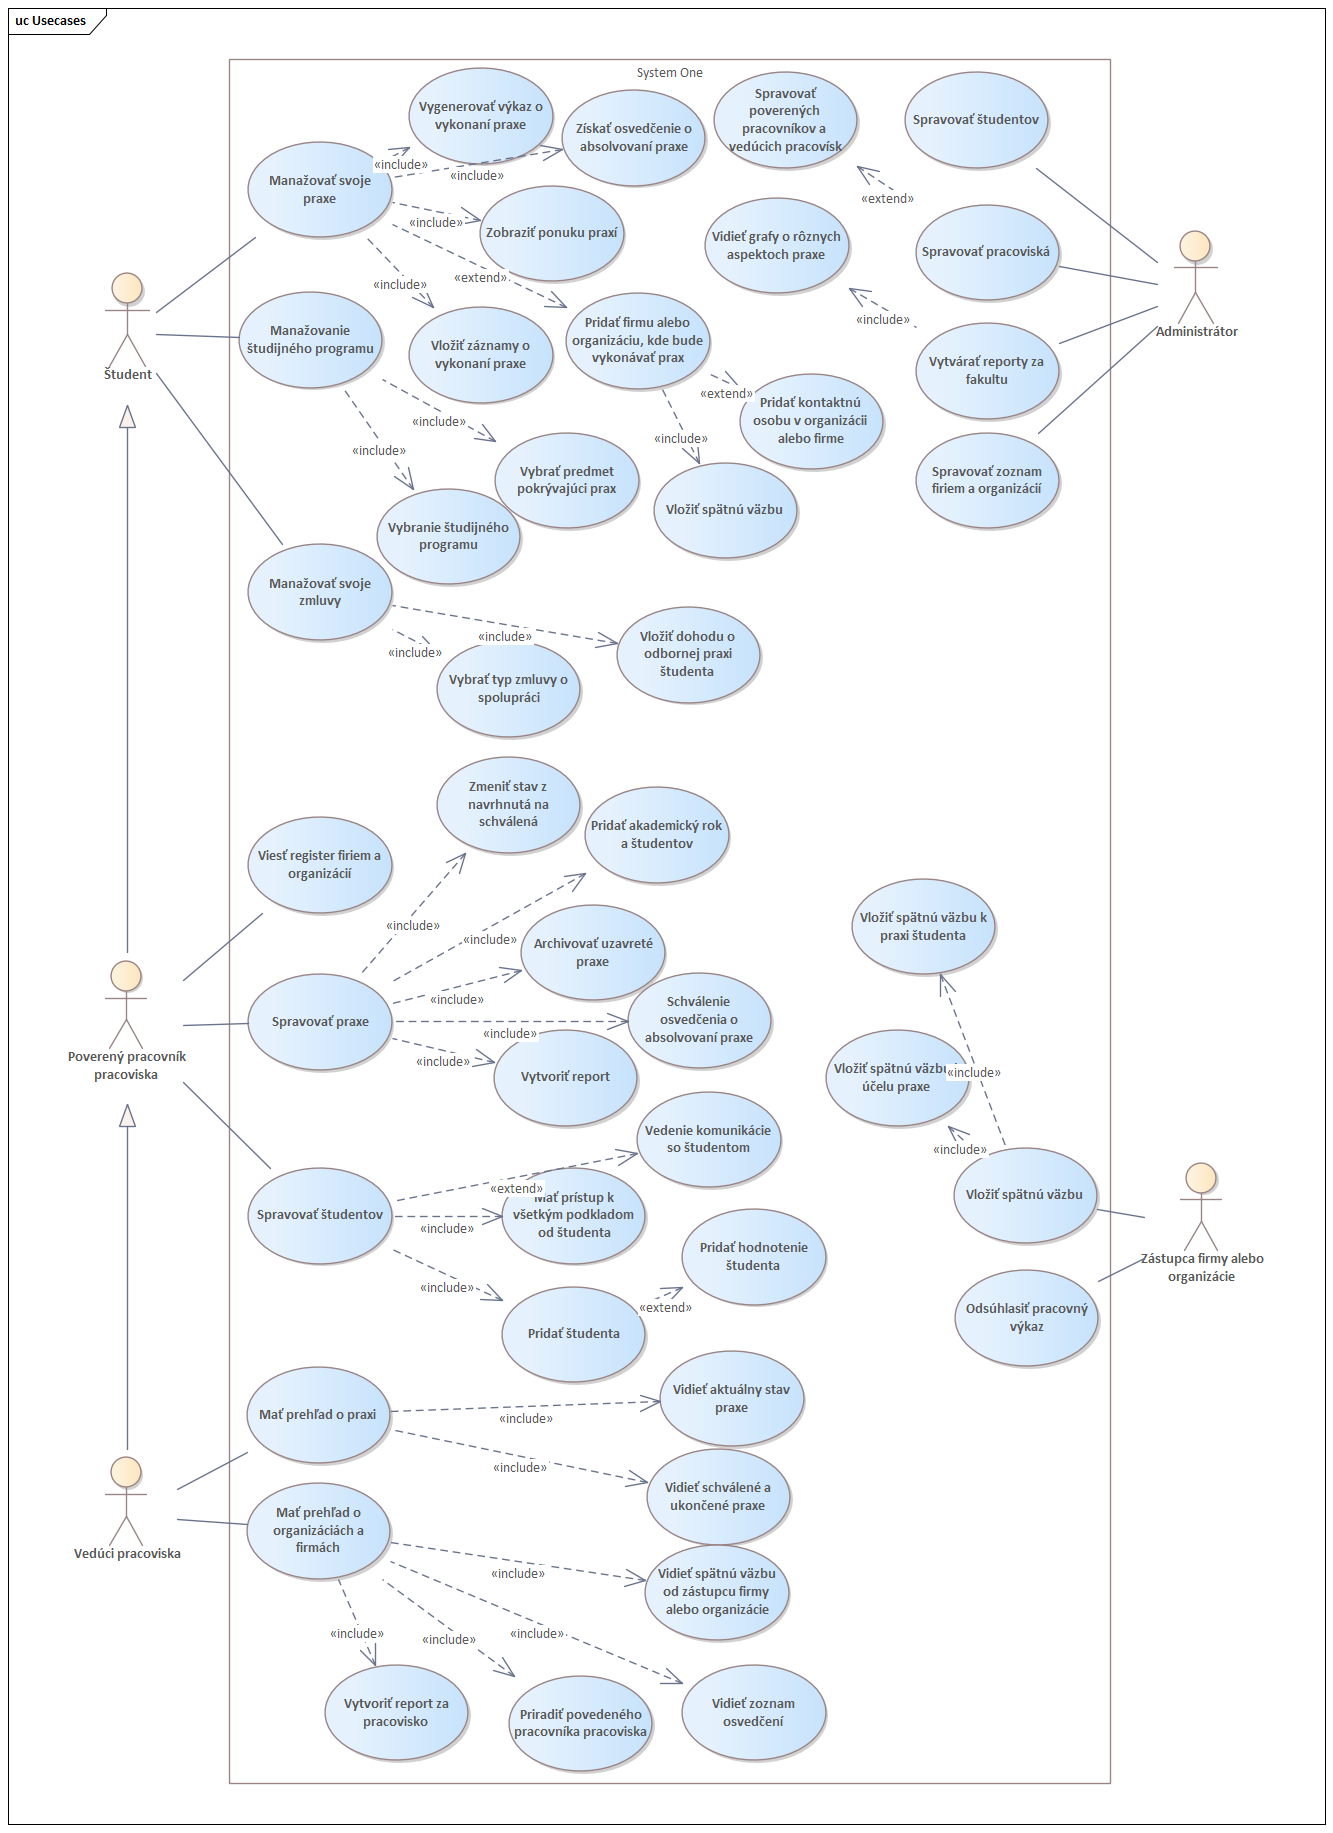 uc Usecases
System One
Vygenerovať výkaz o
vykonaní praxe
Získať osvedčenie o
absolvovaní praxe
Spravovať
poverených
pracovníkov a
vedúcich pracovísk
Spravovať študentov
Manažovať svoje
praxe
«include»
«include»
«extend»
Zobraziť ponuku praxí
«include»
Vidieť grafy o rôznych
aspektoch praxe
Spravovať pracoviská
Administrátor
«extend»
«include»
Študent
Manažovanie
študijného programu
Vložiť záznamy o
vykonaní praxe
Pridať firmu alebo
organizáciu, kde bude
vykonávať prax
«include»
Vytvárať reporty za
fakultu
«extend»
Pridať kontaktnú
osobu v organizácii
alebo firme
«include»
«include»
«include»
Vybrať predmet
pokrývajúci prax
Spravovať zoznam
firiem a organizácií
Vložiť spätnú väzbu
Vybranie študijného
programu
Manažovať svoje
zmluvy
«include»
«include»
Vložiť dohodu o
odbornej praxi
študenta
Vybrať typ zmluvy o
spolupráci
Zmeniť stav z
navrhnutá na
schválená
Pridať akademický rok
a študentov
Viesť register firiem a
organizácií
«include»
«include»
Vložiť spätnú väzbu k
praxi študenta
Archivovať uzavreté
praxe
Spravovať praxe
«include»
Schválenie
osvedčenia o
absolvovaní praxe
«include»
«include»
Vytvoriť report
Poverený pracovník
pracoviska
Vložiť spätnú väzbu
účelu praxe
«include»
Vedenie komunikácie
so študentom
«include»
Spravovať študentov
«extend»
Mať prístup k
všetkým podkladom
od študenta
«include»
Vložiť spätnú väzbu
Zástupca firmy alebo
organizácie
Pridať hodnotenie
študenta
«include»
«extend»
Pridať študenta
Odsúhlasiť pracovný
výkaz
Mať prehľad o praxi
Vidieť aktuálny stav
praxe
«include»
«include»
Vidieť schválené a
ukončené praxe
Vedúci pracoviska
Mať prehľad o
organizáciách a
firmách
«include»
Vidieť spätnú väzbu
od zástupcu firmy
alebo organizácie
«include»
«include»
«include»
Vytvoriť report za
pracovisko
Priradiť povedeného
pracovníka pracoviska
Vidieť zoznam
osvedčení